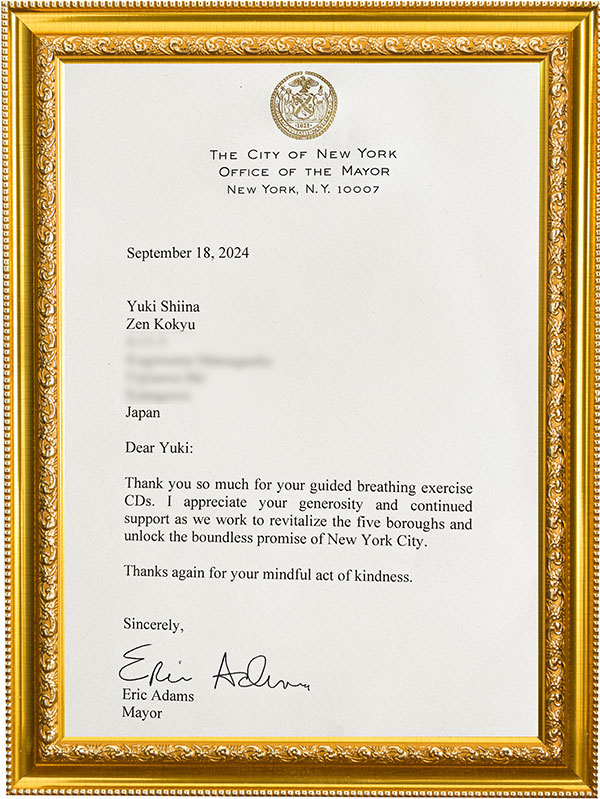 1625
THE CITY OF NEW YORK
OFFICE OF THE MAYOR
NEW YORK, N.Y. 10007
September 18, 2024
Yuki Shiina
Zen Kokyu
Japan
Dear Yuki:
Thank you so much for your guided breathing exercise
CDs. I appreciate your generosity and continued
support as we work to revitalize the five boroughs and
unlock the boundless promise of New York City.
Thanks again for your mindful act of kindness.
Sincerely,
Eric Adams
Eric Adams
Mayor